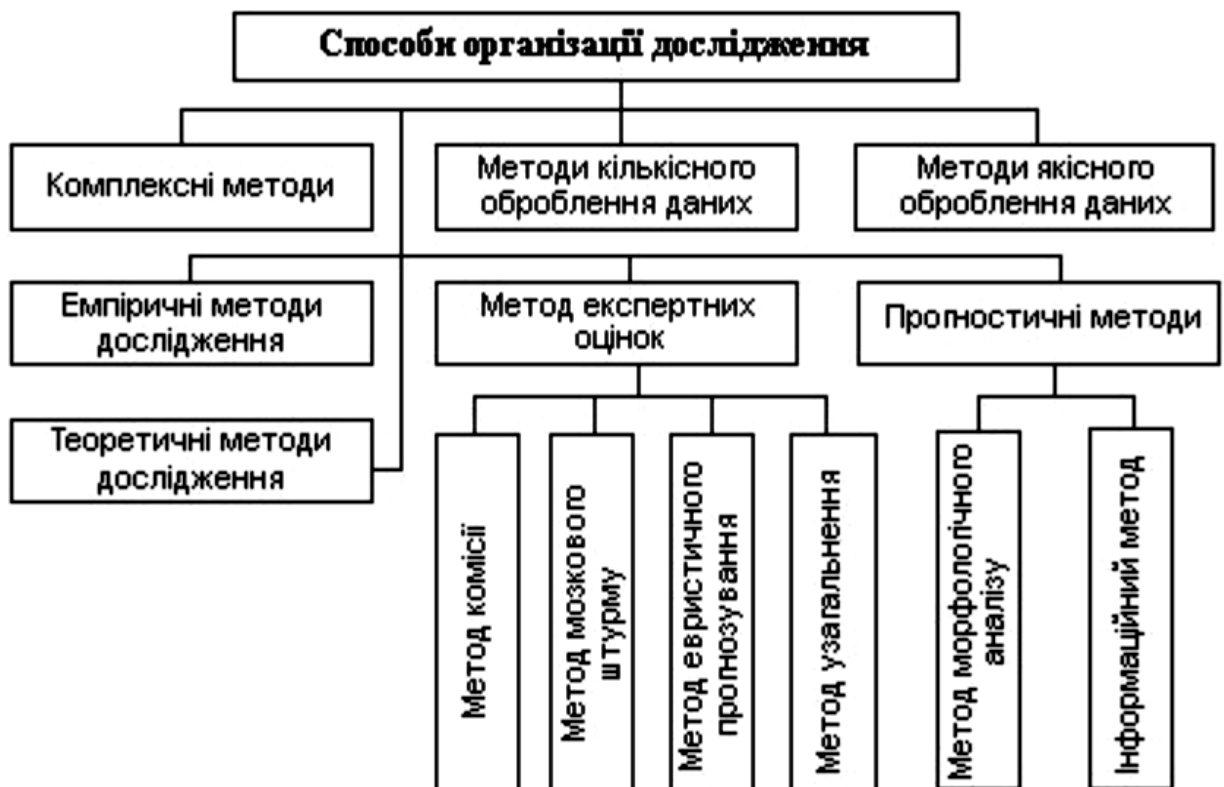 Способи організації дослідження
Комплексні методи
Методи кількісного
оброблення даних
Методи якісного
оброблення даних
Емпіричні методи
дослідження
Метод експертних
оцінок
Прогностичні методи
Теоретичні методи
дослідження
Метод комісії
Метод мозкового
штурму
Метод евристичного
прогнозування
Метод узагальнення
Метод морфологічного
аналізу
Інформаційний метод